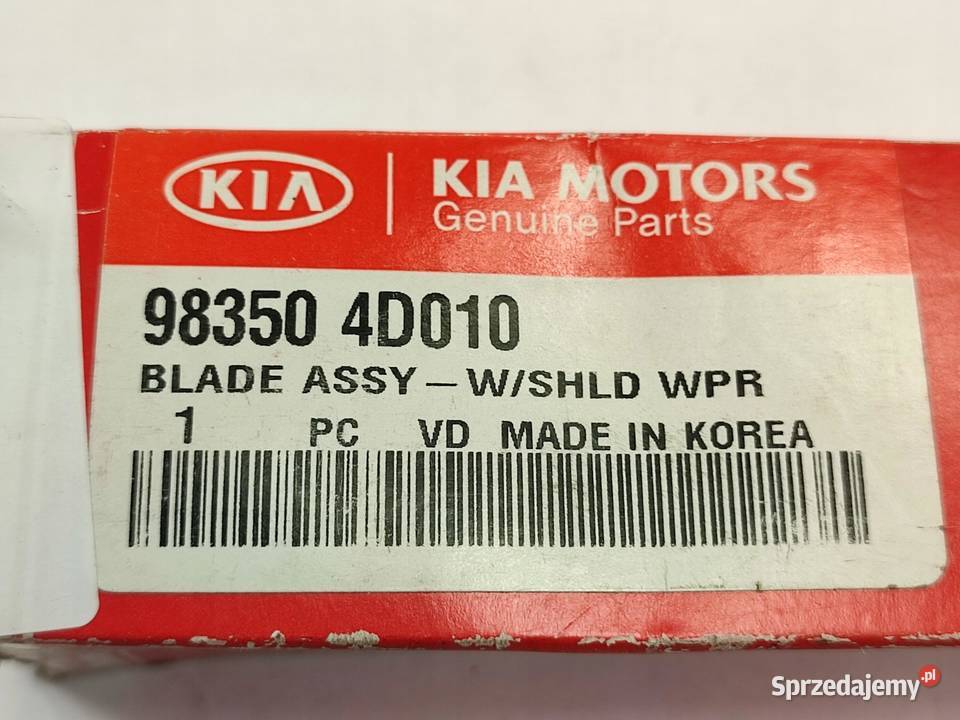 KIA
KIA MOTORS
Genuine Parts
98350 4D010
BLADE ASSY – W/SHLD WPR
1 PC VD MADE IN KOREA
Sprzedajemy.pl